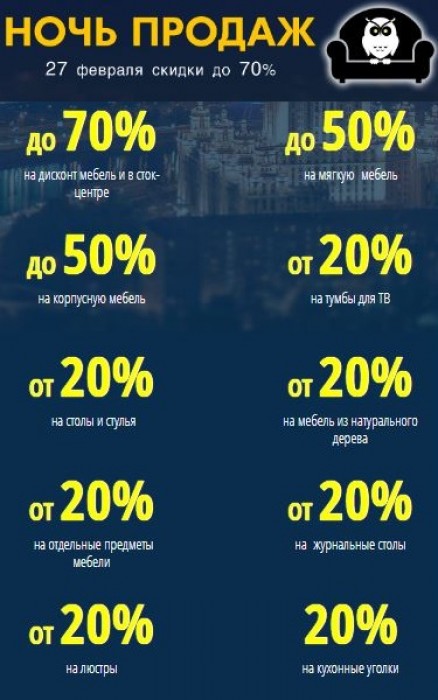 НОЧЬ ПРОДАЖ
27 февраля скидки до 70%
до 70%
на дисконт мебель и в сток-
центре
до 50%
на мягкую мебель
до 50%
на корпусную мебель
от 20%
на тумбы для ТВ
от 20%
на столы и стулья
от 20%
на мебель из натурального
дерева
от 20%
на отдельные предметы
мебели
от 20%
на журнальные столы
от 20%
на люстры
20%
на кухонные уголки